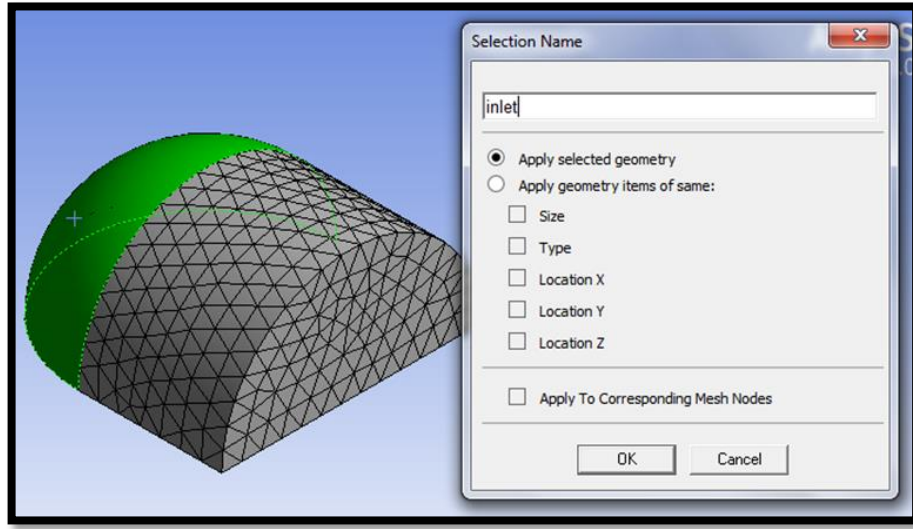 Selection Name
inlet
Apply selected geometry
Apply geometry items of same:
Size
Type
Location X
Location Y
Location Z
Apply To Corresponding Mesh Nodes
OK
Cancel